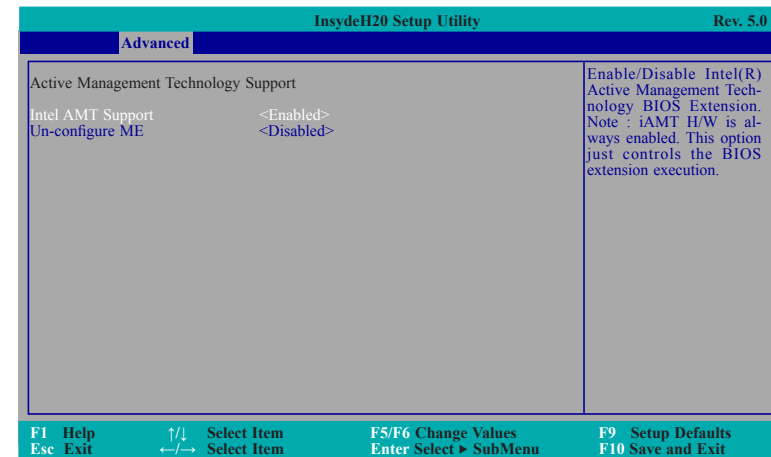 InsydeH20 Setup Utility Rev. 5.0
Advanced
Active Management Technology Support
Intel AMT Support <Enabled>
Un-configure ME <Disabled>
Enable/Disable Intel(R)
Active Management Tech-
nology BIOS Extension.
Note : iAMT H/W is al-
ways enabled. This option
just controls the BIOS
extension execution.
F1 Help ↑/↓ Select Item F5/F6 Change Values F9 Setup Defaults
Esc Exit ←/→ Select Item Enter Select ► SubMenu F10 Save and Exit